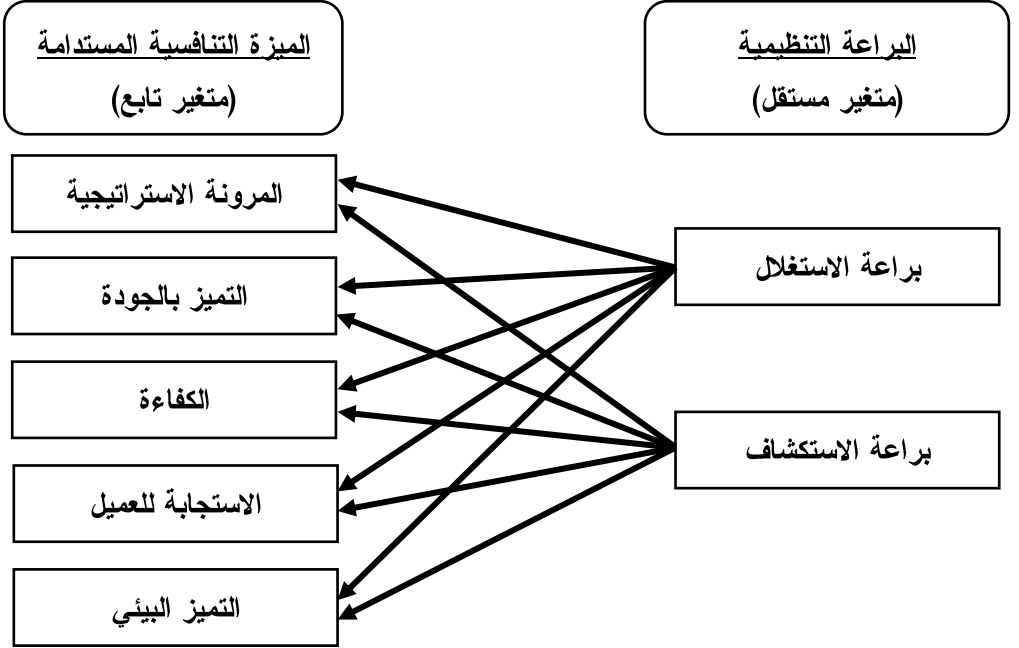 البراعة التنظيمية
(متغير مستقل)
براعة الاستغلال
براعة الاستكشاف
الميزة التنافسية المستدامة
(متغير تابع)
المرونة الاستراتيجية
التميز بالجودة
الكفاءة
الاستجابة للعميل
التميز البيئي